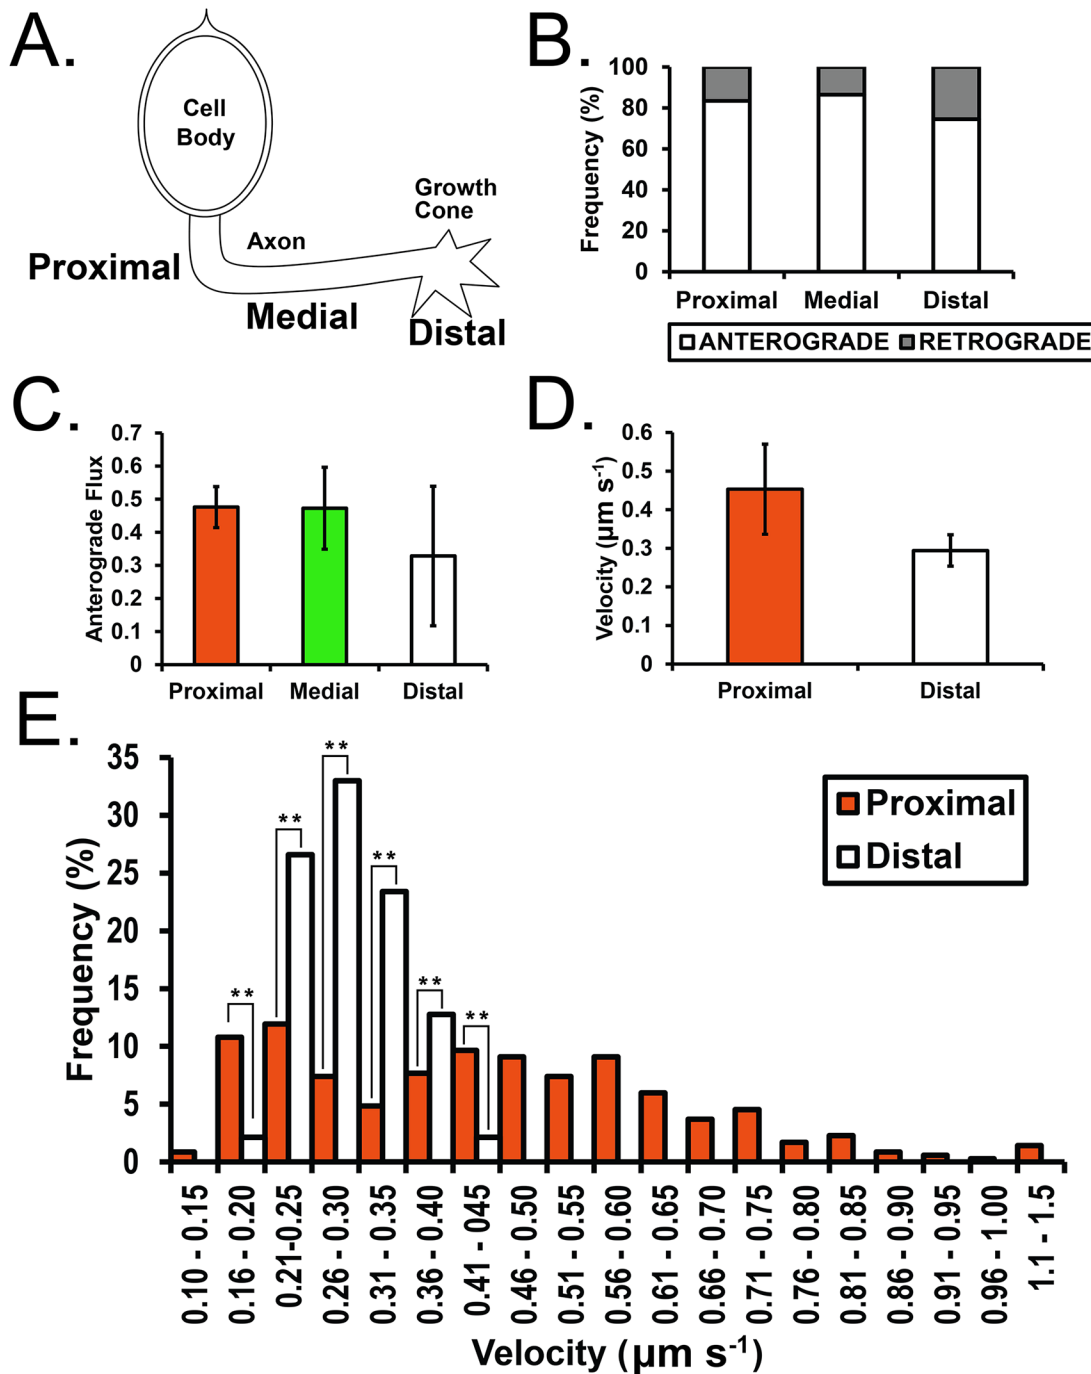 A.
Cell
Body
Growth
Cone
Axon
Proximal
Medial
Distal
B.
Frequency (%)
100
80
60
40
20
0
Proximal Medial Distal
ANTEROGRADE RETROGRADE
C.
Anterograde Flux
0.7
0.6
0.5
0.4
0.3
0.2
0.1
0
Proximal Medial Distal
D.
Velocity (µm s-1)
0.6
0.5
0.4
0.3
0.2
0.1
0
Proximal Distal
E.
Frequency (%)
35
30
25
20
15
10
5
0
**
**
**
**
**
**
Proximal
Distal
0.10 - 0.15
0.16 - 0.20
0.21-0.25
0.26 - 0.30
0.31 - 0.35
0.36 - 0.40
0.41 - 045
0.46 - 0.50
0.51 - 0.55
0.56 - 0.60
0.61 - 0.65
0.66 - 0.70
0.71 - 0.75
0.76 - 0.80
0.81 - 0.85
0.86 - 0.90
0.91 - 0.95
0.96 - 1.00
1.1 - 1.5
Velocity (µm s-1)